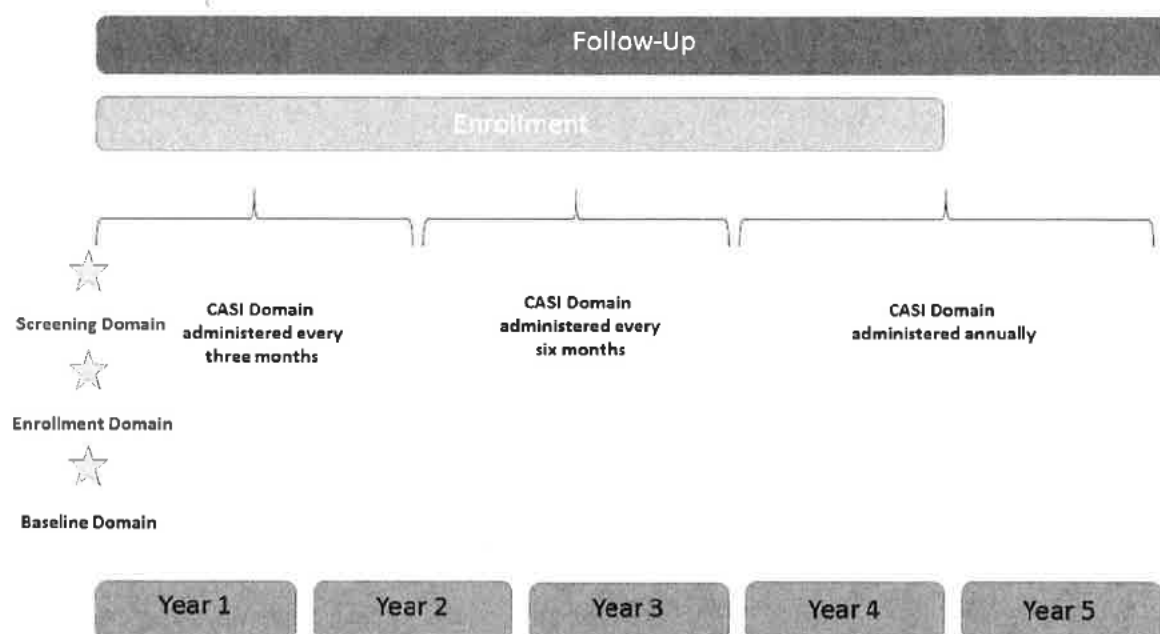 Follow-Up
Enrollment
Screening Domain
Enrollment Domain
Baseline Domain
CASI Domain
administered every
three months
CASI Domain
administered every
six months
CASI Domain
administered annually
Year 1
Year 2
Year 3
Year 4
Year 5